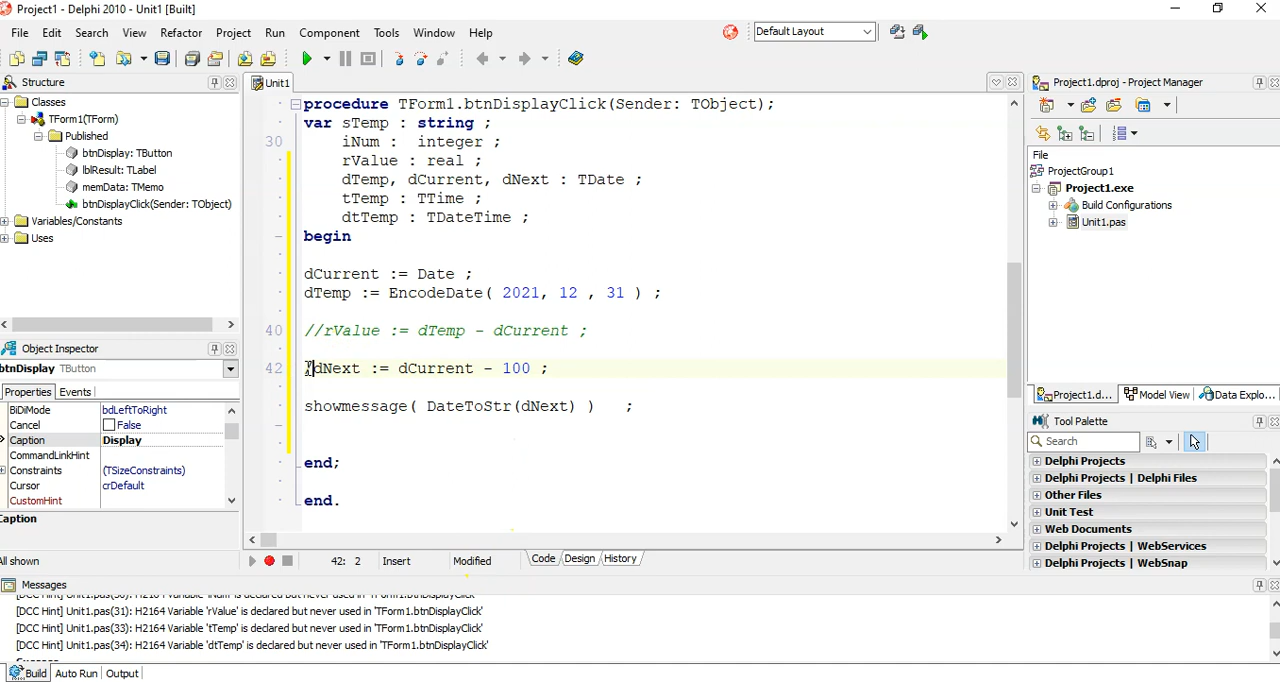 Project1 - Delphi 2010 - Unit1 [Built]
File Edit Search View Refactor Project Run Component Tools Window Help
Default Layout
Structure
Classes
TForm1(TForm)
Published
btnDisplay: TButton
lblResult: TLabel
memData: TMemo
btnDisplayClick(Sender: TObject)
Variables/Constants
Uses
Object Inspector
btnDisplay TButton
Properties Events
BiDiMode bdLeftToRight
Cancel False
Caption Display
CommandLinkHint
Constraints (TSizeConstraints)
Cursor crDefault
CustomHint
Caption
All shown
Unit1
procedure TForm1.btnDisplayClick(Sender: TObject);
var sTemp : string ;
30 iNum : integer ;
rValue : real ;
dTemp, dCurrent, dNext : TDate ;
tTemp : TTime ;
dtTemp : TDateTime ;
begin
dCurrent := Date ;
dTemp := EncodeDate( 2021, 12 , 31 ) ;
40 //rValue := dTemp - dCurrent ;
42 /dNext := dCurrent - 100 ;
showmessage( DateToStr(dNext) ) ;
end;
end.
42: 2 Insert Modified Code Design History
Project1.dproj - Project Manager
File
ProjectGroup1
Project1.exe
Build Configurations
Unit1.pas
Project1.d... Model View Data Explo...
Tool Palette
Search
Delphi Projects
Delphi Projects | Delphi Files
Other Files
Unit Test
Web Documents
Delphi Projects | WebServices
Delphi Projects | WebSnap
Messages
[DCC Hint] Unit1.pas(31): H2164 Variable 'rValue' is declared but never used in 'TForm1.btnDisplayClick'
[DCC Hint] Unit1.pas(33): H2164 Variable 'tTemp' is declared but never used in 'TForm1.btnDisplayClick'
[DCC Hint] Unit1.pas(34): H2164 Variable 'dtTemp' is declared but never used in 'TForm1.btnDisplayClick'
Build Auto Run Output